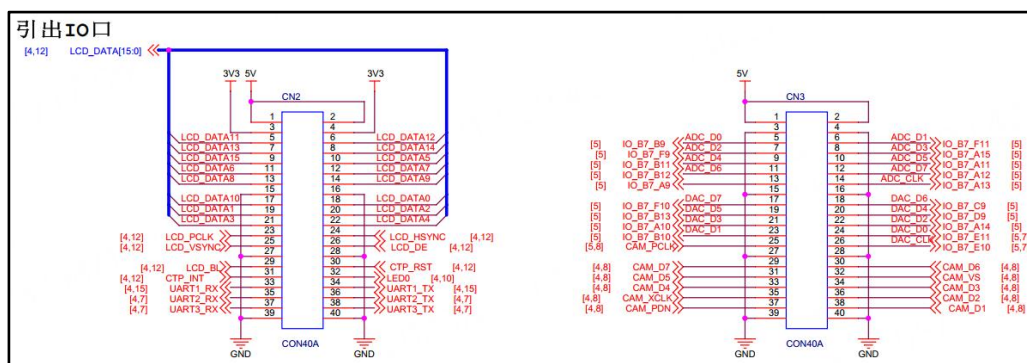 引出IO口
[4,12] LCD_DATA[15:0]
3V3 5V 3V3
CN2
1 2
3 4
LCD_DATA11 5 6 LCD_DATA12
LCD_DATA13 7 8 LCD_DATA14
LCD_DATA15 9 10 LCD_DATA5
LCD_DATA6 11 12 LCD_DATA7
LCD_DATA8 13 14 LCD_DATA9
15 16
LCD_DATA10 17 18 LCD_DATA0
LCD_DATA1 19 20 LCD_DATA2
LCD_DATA3 21 22 LCD_DATA4
23 24
[4,12] LCD_PCLK 25 26 LCD_HSYNC [4,12]
[4,12] LCD_VSYNC 27 28 LCD_DE [4,12]
29 30
[4,12] LCD_BL 31 32 CTP_RST [4,12]
[4,12] CTP_INT 33 34 LED0 [4,10]
[4,15] UART1_RX 35 36 UART1_TX [4,15]
[4,7] UART2_RX 37 38 UART2_TX [4,7]
[4,7] UART3_RX 39 40 UART3_TX [4,7]
GND CON40A GND
5V
CN3
1 2
3 4
[5] IO_B7_B9 ADC_D0 5 6 ADC_D1 IO_B7_F11 [5]
[5] IO_B7_F9 ADC_D2 7 8 ADC_D3 IO_B7_A15 [5]
[5] IO_B7_B11 ADC_D4 9 10 ADC_D5 IO_B7_A11 [5]
[5] IO_B7_B12 ADC_D6 11 12 ADC_D7 IO_B7_A12 [5]
[5] IO_B7_A9 13 14 ADC_CLK IO_B7_A13 [5]
15 16
[5] IO_B7_F10 DAC_D7 17 18 DAC_D6 IO_B7_C9 [5]
[5] IO_B7_B13 DAC_D5 19 20 DAC_D4 IO_B7_D9 [5]
[5] IO_B7_A10 DAC_D3 21 22 DAC_D2 IO_B7_A14 [5]
[5] IO_B7_B10 DAC_D1 23 24 DAC_D0 IO_B7_E11
[5,8] CAM_PCLK 25 26 DAC_CLK IO_B7_E10
27 28
29 30
[4,8] CAM_D7 31 32 CAM_D6 [4,8]
[4,8] CAM_D5 33 34 CAM_VS [4,8]
[4,8] CAM_D4 35 36 CAM_D3 [4,8]
[4,8] CAM_XCLK 37 38 CAM_D2 [4,8]
[4,8] CAM_PDN 39 40 CAM_D1 [4,8]
GND CON40A GND